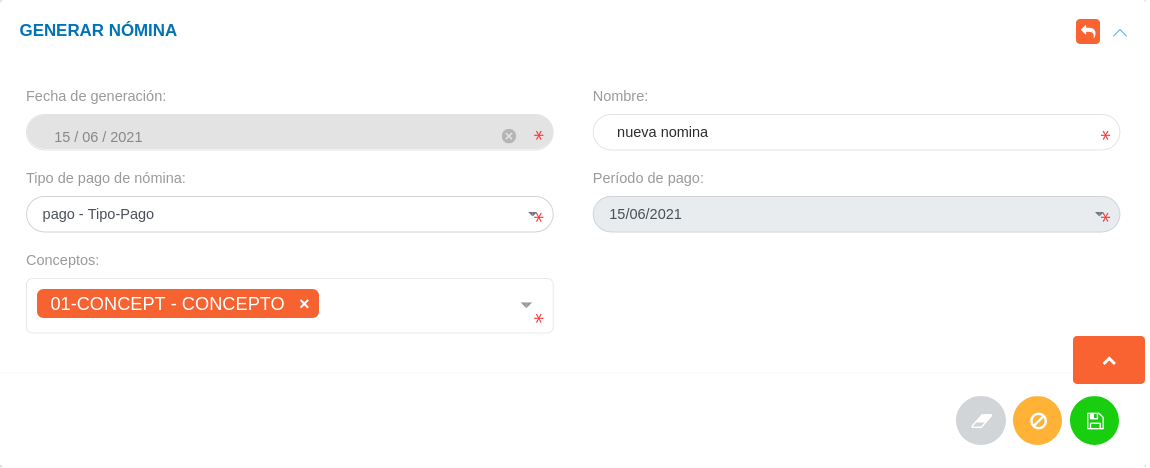 GENERAR NÓMINA
Fecha de generación:
Nombre:
15 / 06 / 2021
nueva nomina
Tipo de pago de nómina:
Período de pago:
pago - Tipo-Pago
15/06/2021
Conceptos:
01-CONCEPT - CONCEPTO ×